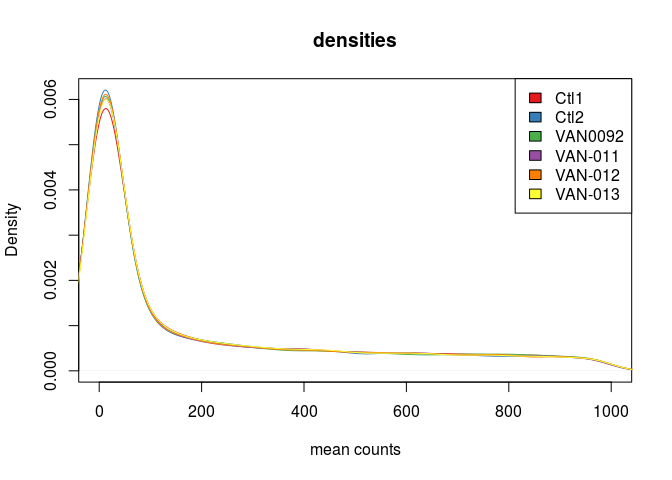 densities
Ctl1
Ctl2
VAN0092
VAN-011
VAN-012
VAN-013
Density
0.006
0.004
0.002
0.000
0 200 400 600 800 1000
mean counts